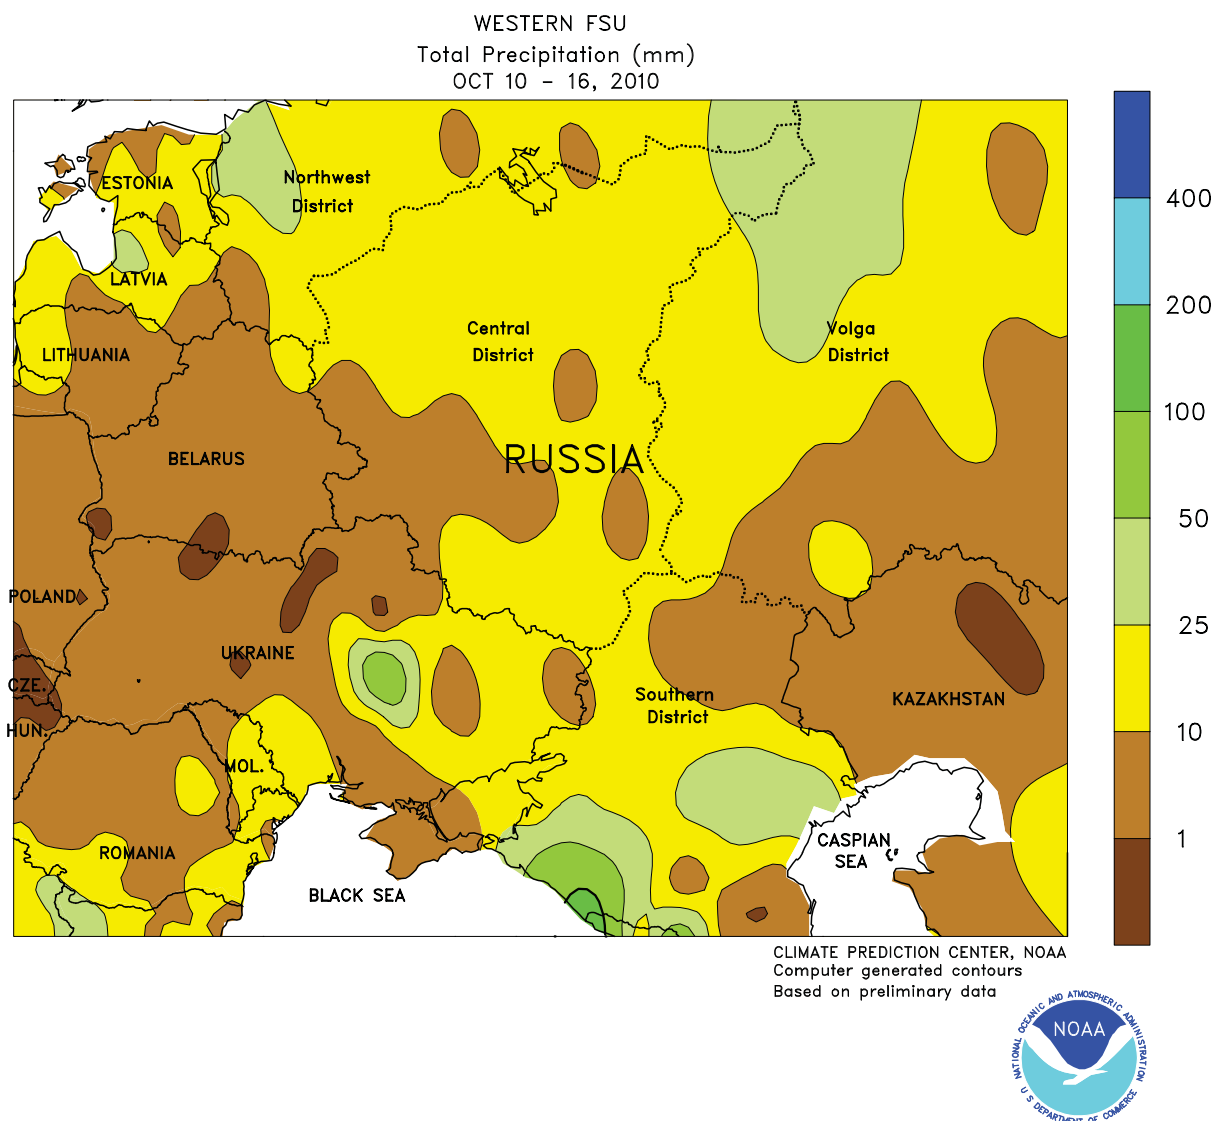 WESTERN FSU
Total Precipitation (mm)
OCT 10 - 16, 2010
ESTONIA
Northwest
District
LATVIA
LITHUANIA
Central
District
Volga
District
BELARUS
RUSSIA
POLAND
UKRAINE
CZE.
HUN.
MOL.
Southern
District
KAZAKHSTAN
ROMANIA
BLACK SEA
CASPIAN
SEA
400
200
100
50
25
10
1
CLIMATE PREDICTION CENTER, NOAA
Computer generated contours
Based on preliminary data
NATIONAL OCEANIC AND ATMOSPHERIC ADMINISTRATION
NOAA
U S DEPARTMENT OF COMMERCE